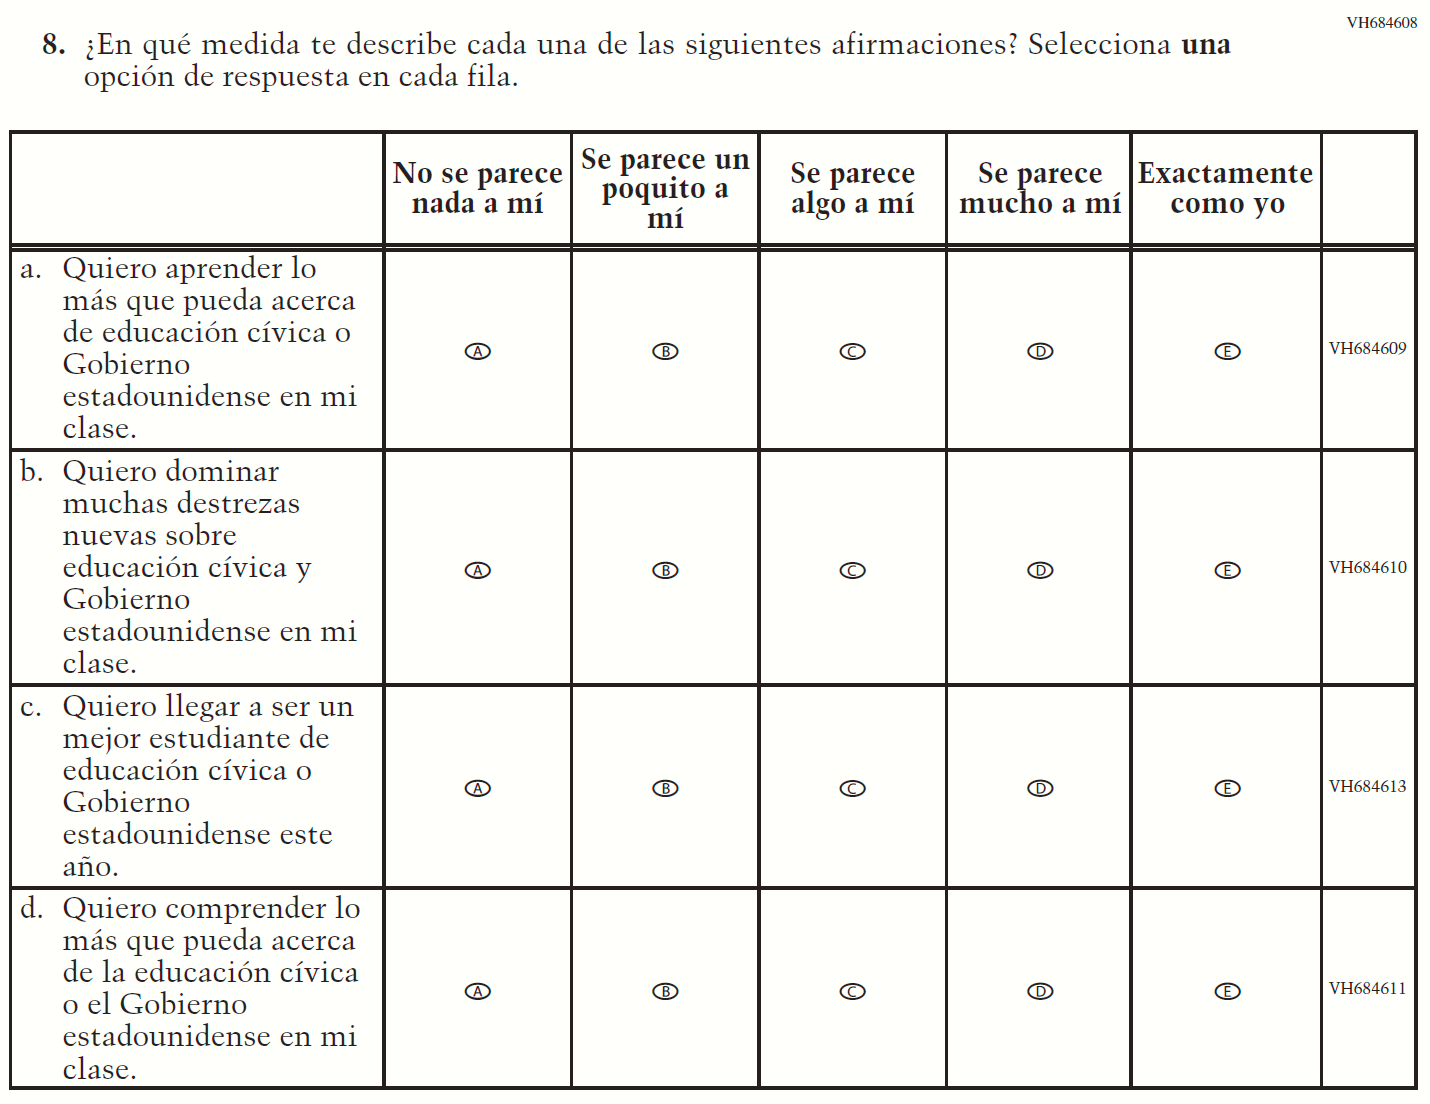 VH684608
8. ¿En qué medida te describe cada una de las siguientes afirmaciones? Selecciona una
opción de respuesta en cada fila.
No se parece
nada a mí
Se parece un
poquito a
mí
Se parece
algo a mí
Se parece
mucho a mí
Exactamente
como yo
a. Quiero aprender lo
más que pueda acerca
de educación cívica o
Gobierno
estadounidense en mi
clase.
A B C D E VH684609
b. Quiero dominar
muchas destrezas
nuevas sobre
educación cívica y
Gobierno
estadounidense en mi
clase.
A B C D E VH684610
c. Quiero llegar a ser un
mejor estudiante de
educación cívica o
Gobierno
estadounidense este
año.
A B C D E VH684613
d. Quiero comprender lo
más que pueda acerca
de la educación cívica
o el Gobierno
estadounidense en mi
clase.
A B C D E VH684611